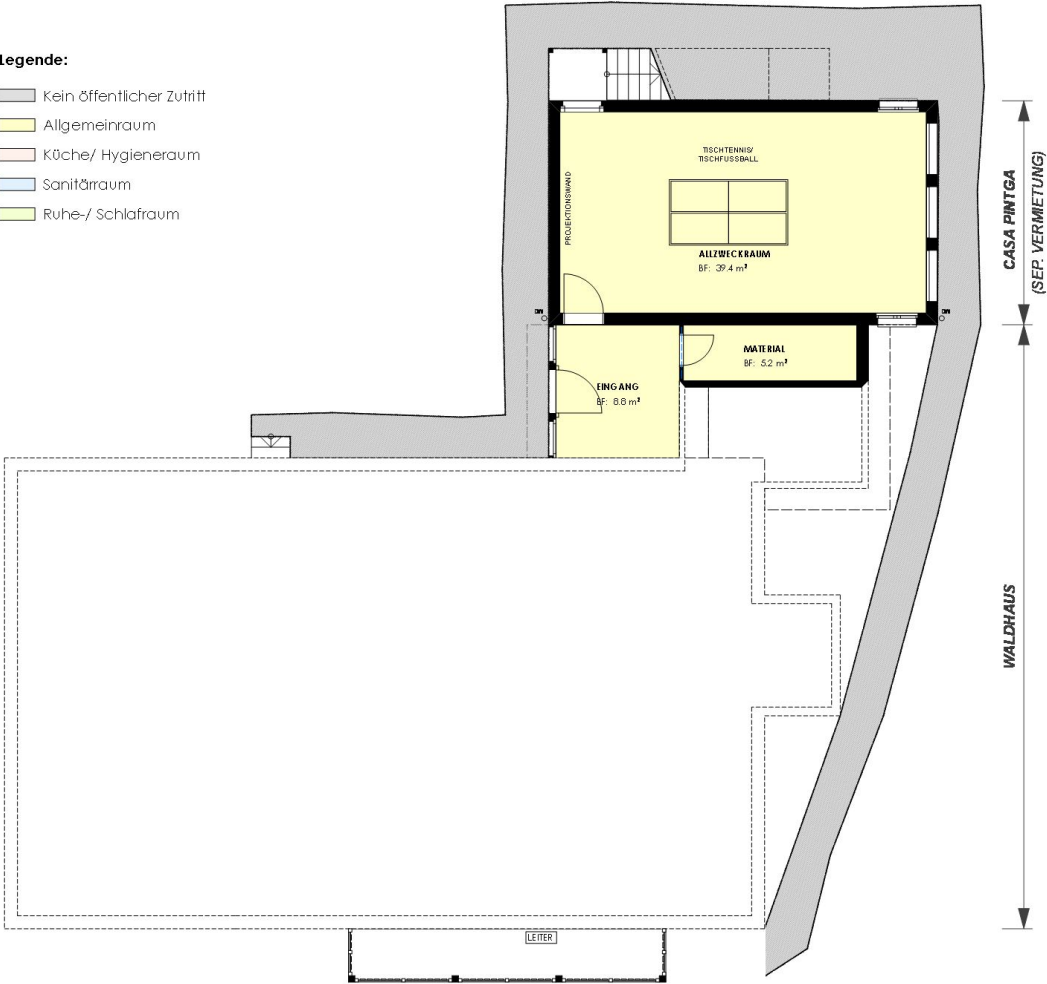 Legende:
Kein öffentlicher Zutritt
Allgemeinraum
Küche/ Hygieneraum
Sanitärraum
Ruhe-/ Schlafraum
TISCHTENNIS/
TISCHFUSSBALL
PROJEKTIONSWAND
ALLZWECKRAUM
BF: 39.4 m²
CASA PINTGA
(SEP. VERMIETUNG)
MATERIAL
BF: 5.2 m²
EINGANG
BF: 8.8 m²
WALDHAUS
LEITER